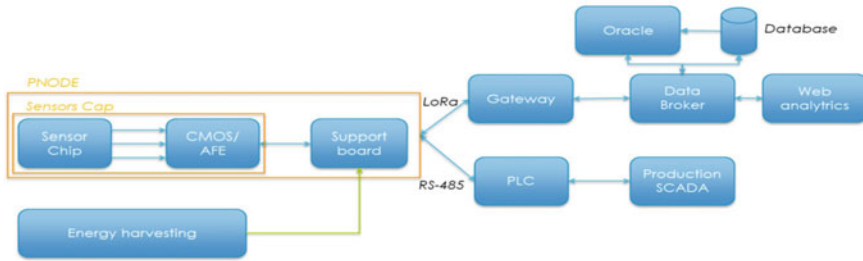 Oracle
Database
PNODE
Sensors Cap
LoRa
Gateway
Data
Broker
Web
analytics
Sensor
Chip
CMOS/
AFE
Support
board
RS-485
PLC
Production
SCADA
Energy harvesting